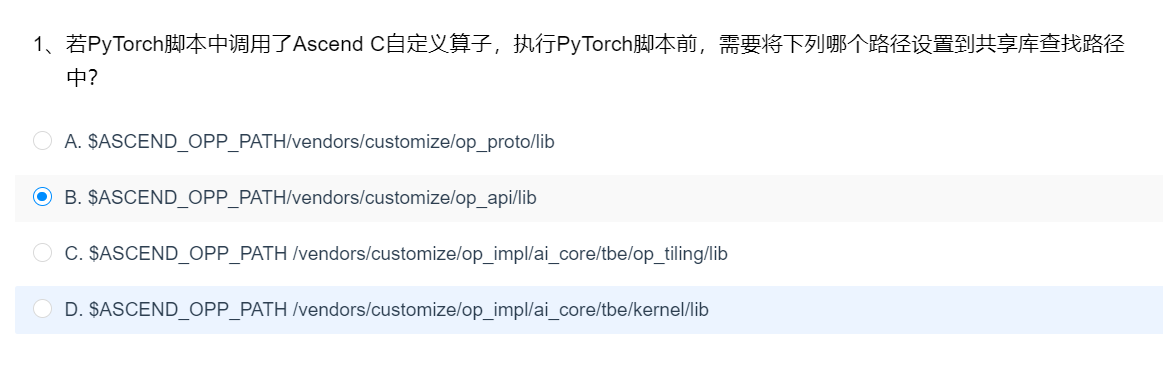 1、若PyTorch脚本中调用了Ascend C自定义算子，执行PyTorch脚本前，需要将下列哪个路径设置到共享库查找路径
中？
A. $ASCEND_OPP_PATH/vendors/customize/op_proto/lib
B. $ASCEND_OPP_PATH/vendors/customize/op_api/lib
C. $ASCEND_OPP_PATH /vendors/customize/op_impl/ai_core/tbe/op_tiling/lib
D. $ASCEND_OPP_PATH /vendors/customize/op_impl/ai_core/tbe/kernel/lib